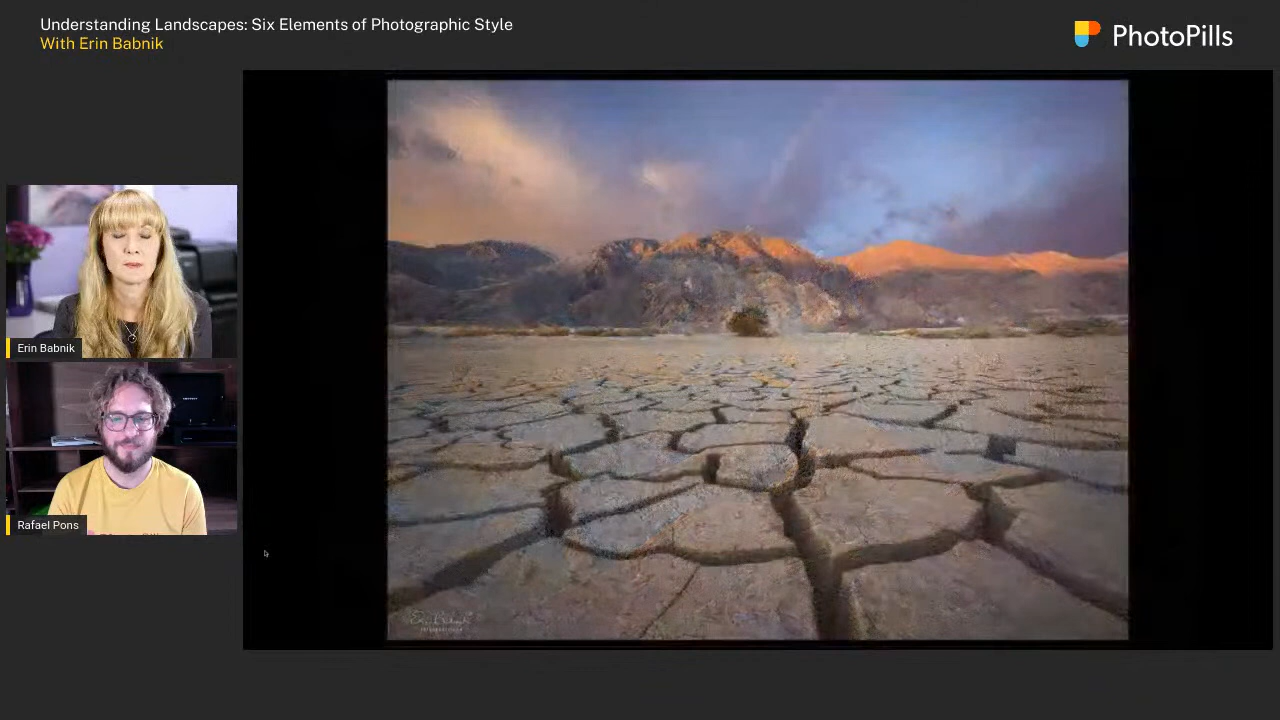 Understanding Landscapes: Six Elements of Photographic Style
With Erin Babnik
PhotoPills
Erin Babnik
Rafael Pons